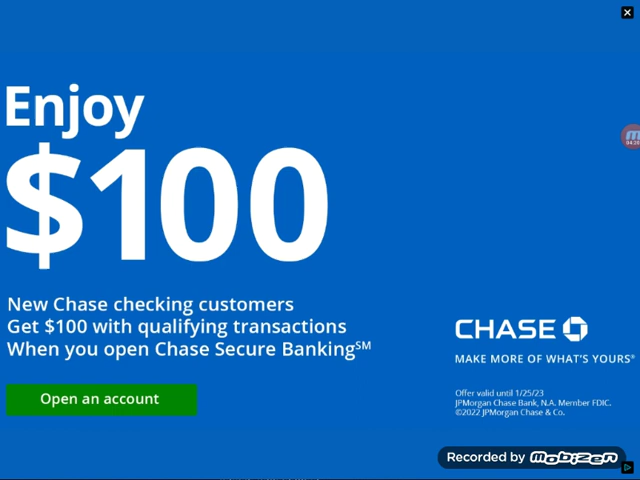 Enjoy
$100
New Chase checking customers
Get $100 with qualifying transactions
When you open Chase Secure Banking℠
Open an account
CHASE
MAKE MORE OF WHAT'S YOURS®
Offer valid until 1/25/23
JPMorgan Chase Bank, N.A. Member FDIC.
©2022 JPMorgan Chase & Co.
Recorded by Mobizen